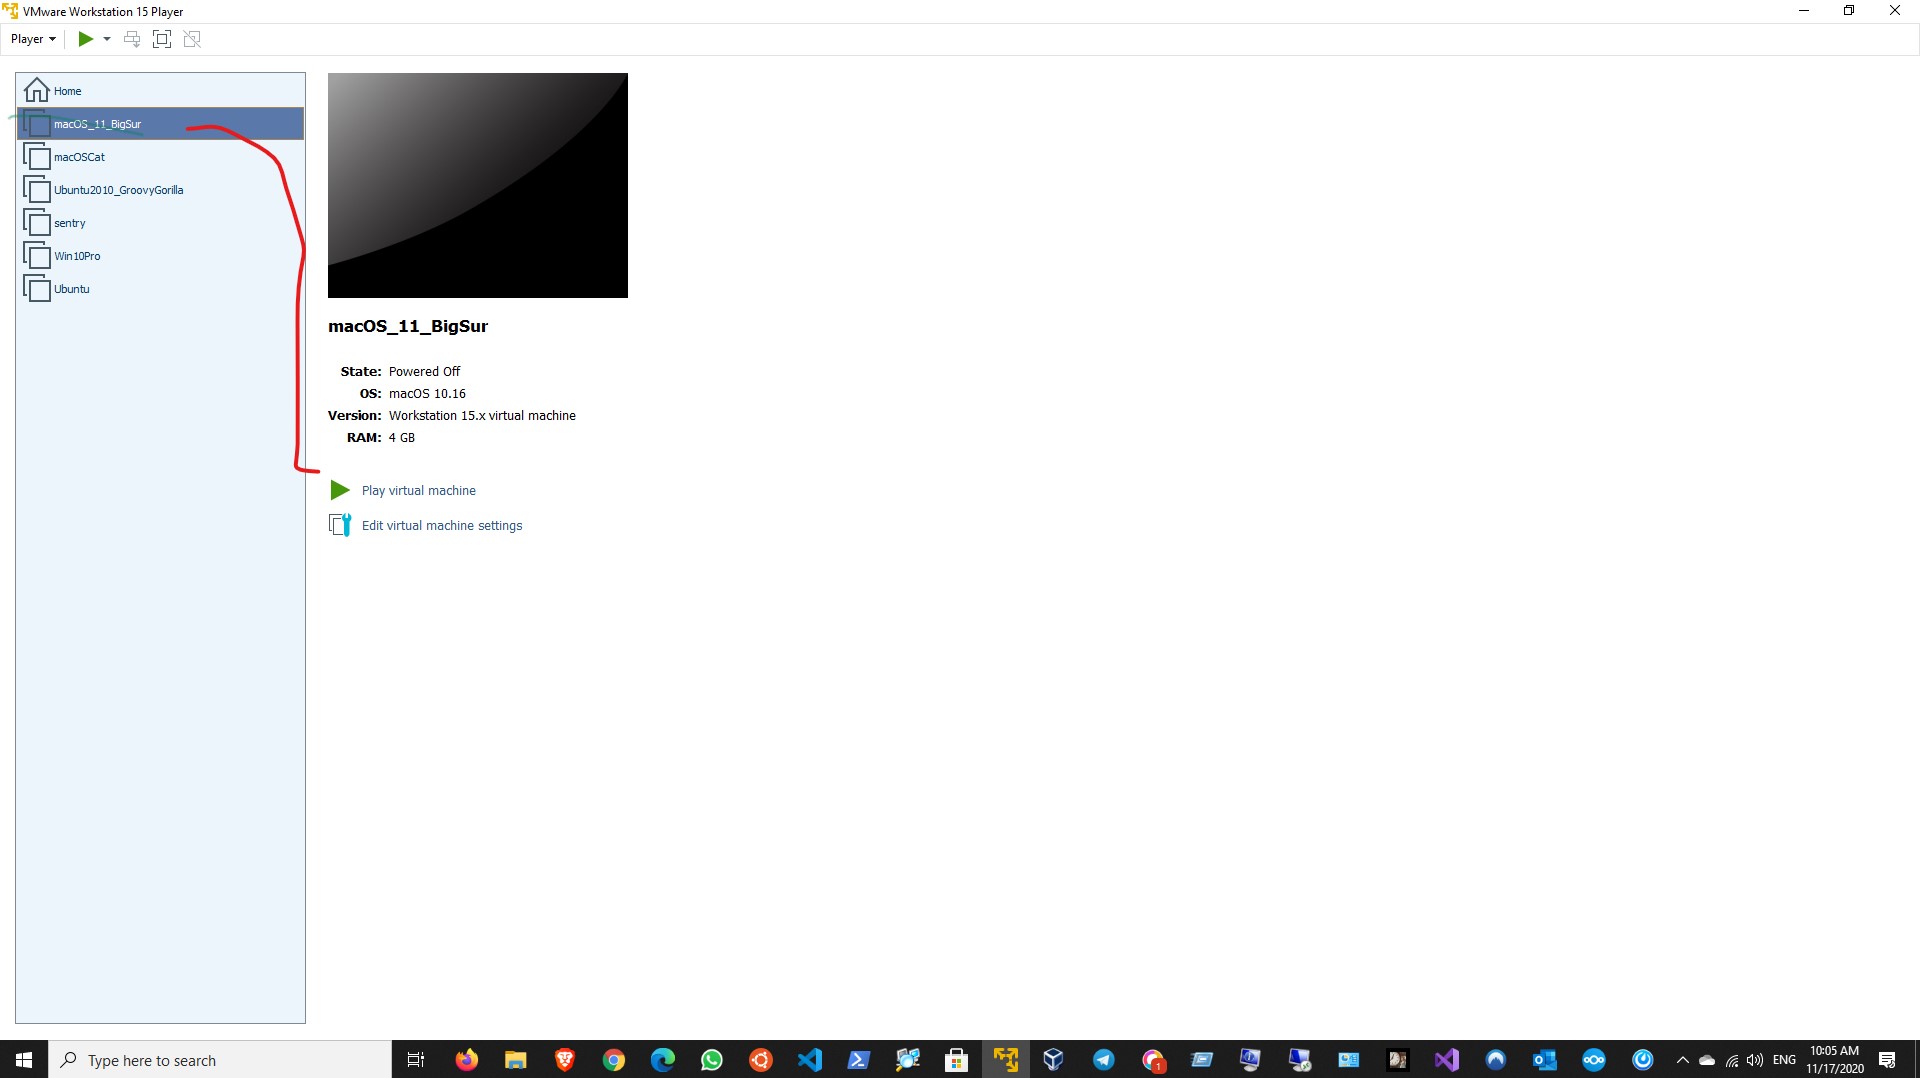 VMware Workstation 15 Player
Player
Home
macOS_11_BigSur
macOSCat
Ubuntu2010_GroovyGorilla
sentry
Win10Pro
Ubuntu
macOS_11_BigSur
State: Powered Off
OS: macOS 10.16
Version: Workstation 15.x virtual machine
RAM: 4 GB
Play virtual machine
Edit virtual machine settings
Type here to search
1
ENG
10:05 AM
11/17/2020